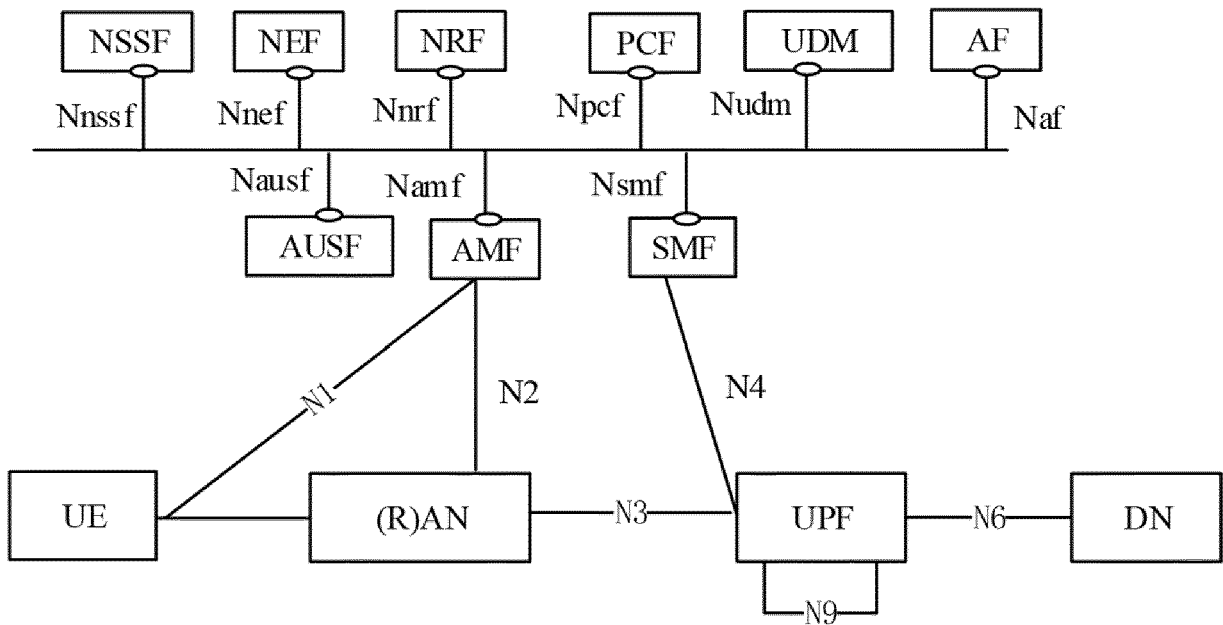 NSSF NEF NRF PCF UDM AF
Nnssf Nnef Nnrf Npcf Nudm Naf
Nausf Namf Nsmf
AUSF AMF SMF
N1 N2 N4
UE (R)AN N3 UPF N6 DN
N9